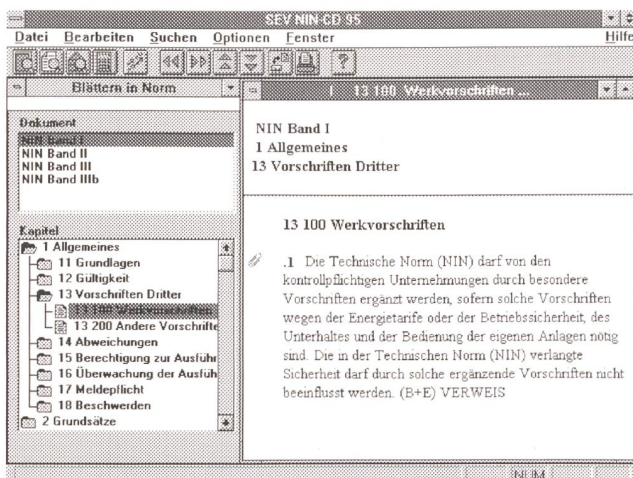 SEV NIN-CD 95
Datei Bearbeiten Suchen Optionen Fenster Hilfe
Blättern in Norm
Dokument
NIN Band I
NIN Band II
NIN Band III
NIN Band IIIb
Kapitel
1 Allgemeines
11 Grundlagen
12 Gültigkeit
13 Vorschriften Dritter
13 100 Werkvorschriften
13 200 Andere Vorschrifte
14 Abweichungen
15 Berechtigung zur Ausführ
16 Überwachung der Ausfüh
17 Meldepflicht
18 Beschwerden
2 Grundsätze
13 100 Werkvorschriften ...
NIN Band I
1 Allgemeines
13 Vorschriften Dritter
13 100 Werkvorschriften
.1 Die Technische Norm (NIN) darf von den
kontrollpflichtigen Unternehmungen durch besondere
Vorschriften ergänzt werden, sofern solche Vorschriften
wegen der Energietarife oder der Betriebssicherheit, des
Unterhaltes und der Bedienung der eigenen Anlagen nötig
sind. Die in der Technischen Norm (NIN) verlangte
Sicherheit darf durch solche ergänzende Vorschriften nicht
beeinflusst werden. (B+E) VERWEIS
NUM